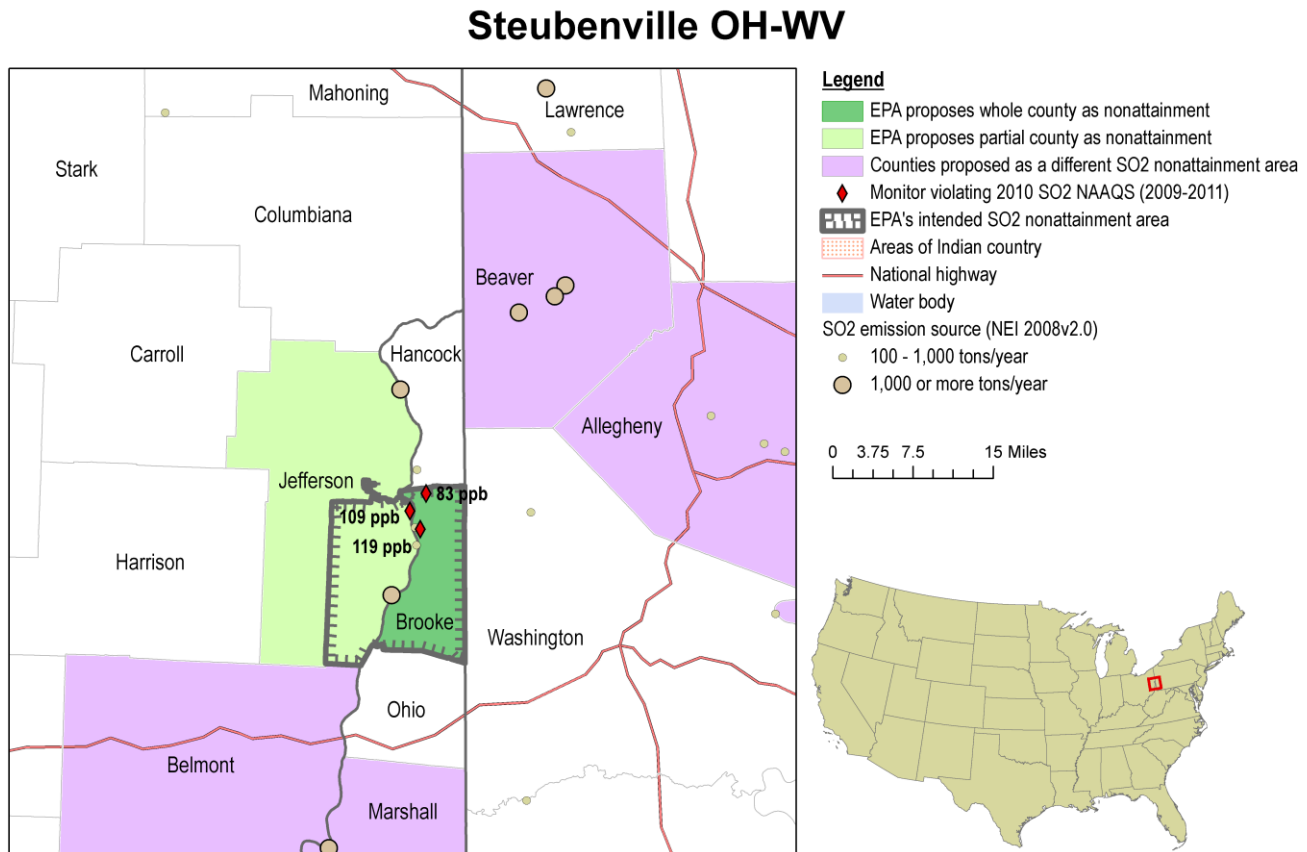 Steubenville OH-WV
Mahoning
Lawrence
Stark
Columbiana
Beaver
Carroll
Hancock
Allegheny
Jefferson
83 ppb
109 ppb
119 ppb
Harrison
Brooke
Washington
Ohio
Belmont
Marshall
Legend
EPA proposes whole county as nonattainment
EPA proposes partial county as nonattainment
Counties proposed as a different SO2 nonattainment area
Monitor violating 2010 SO2 NAAQS (2009-2011)
EPA's intended SO2 nonattainment area
Areas of Indian country
National highway
Water body
SO2 emission source (NEI 2008v2.0)
100 - 1,000 tons/year
1,000 or more tons/year
0 3.75 7.5 15 Miles